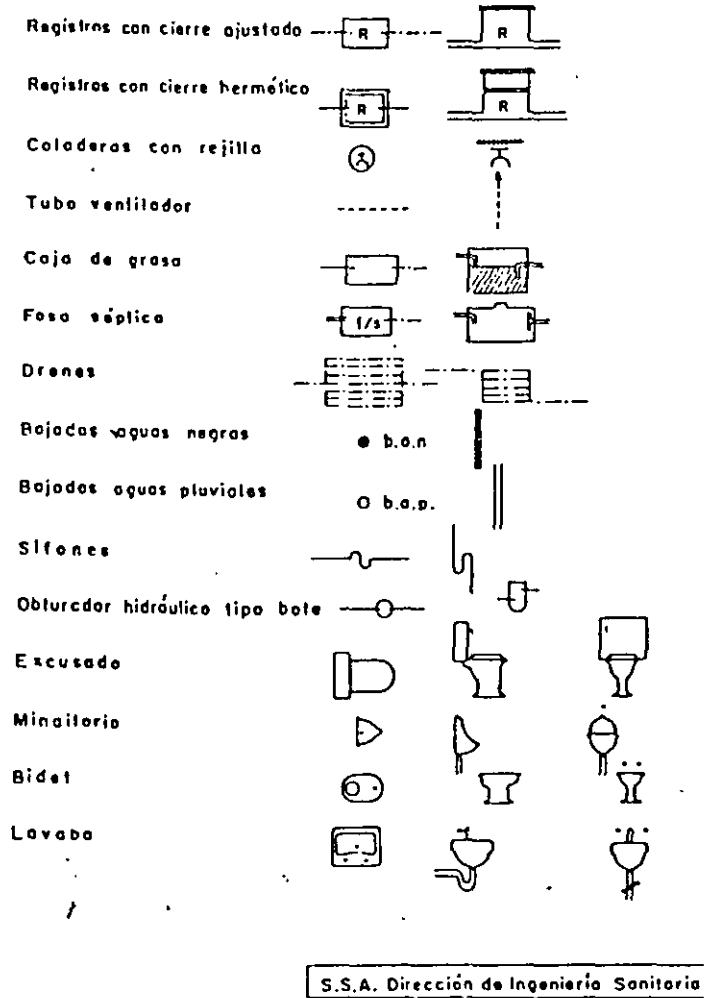 Registros con cierre ajustado R R
Registros con cierre hermético R R
Coladeras con rejilla
Tubo ventilador
Caja de grasa
Fosa séptica f/s
Drenes
Bajadas aguas negras b.a.n
Bajadas aguas pluviales b.a.p.
Sifones
Obturador hidráulico tipo bote
Excusado
Mingitorio
Bidet
Lavabo
S.S.A. Dirección de Ingeniería Sanitaria